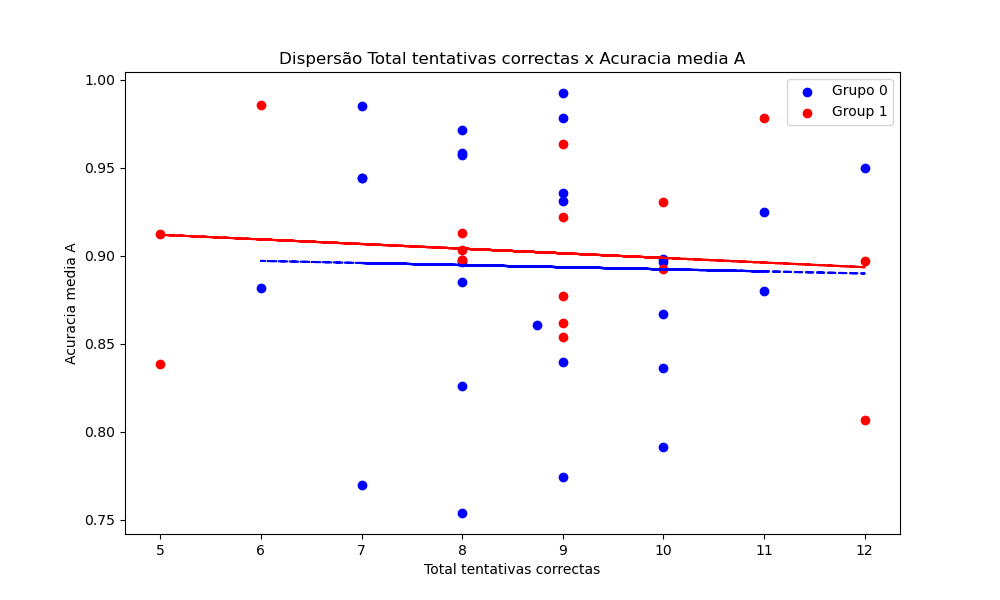 Dispersão Total tentativas correctas x Acuracia media A
Grupo 0
Group 1
1.00
0.95
0.90
0.85
0.80
0.75
Acuracia media A
5 6 7 8 9 10 11 12
Total tentativas correctas